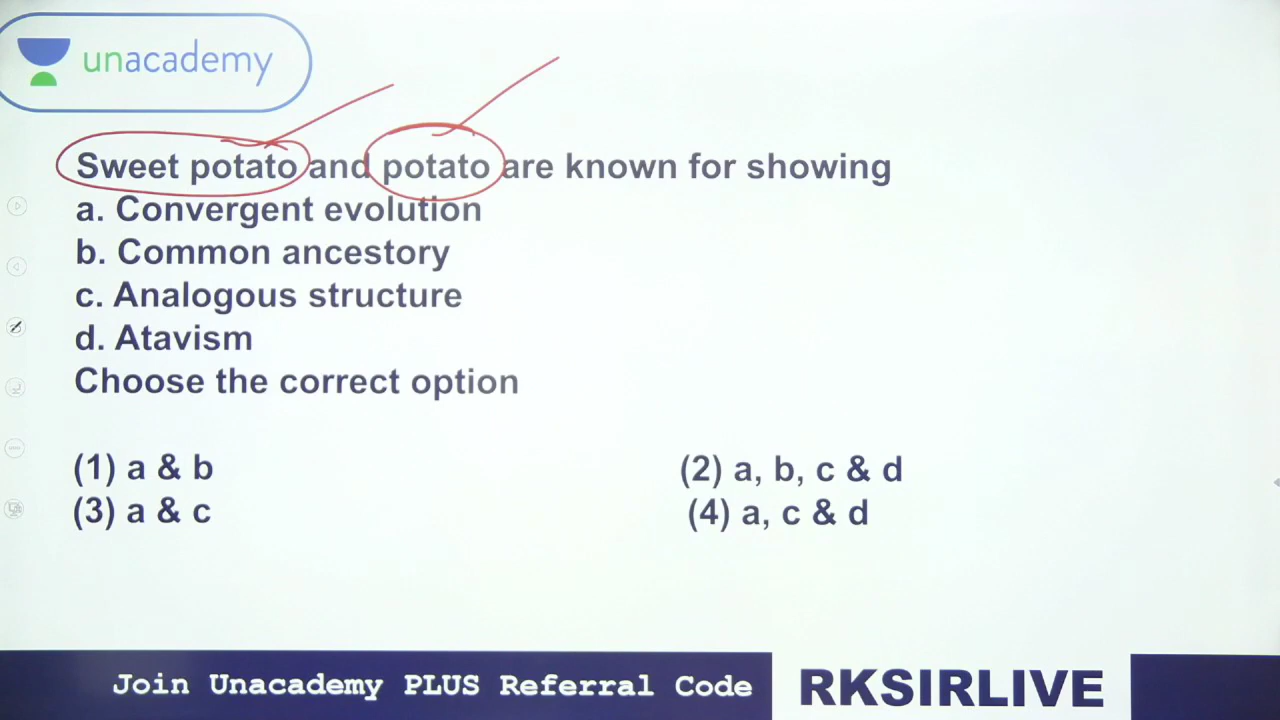 unacademy
Sweet potato and potato are known for showing
a. Convergent evolution
b. Common ancestory
c. Analogous structure
d. Atavism
Choose the correct option
(1) a & b
(2) a, b, c & d
(3) a & c
(4) a, c & d
Join Unacademy PLUS Referral Code
RKSIRLIVE